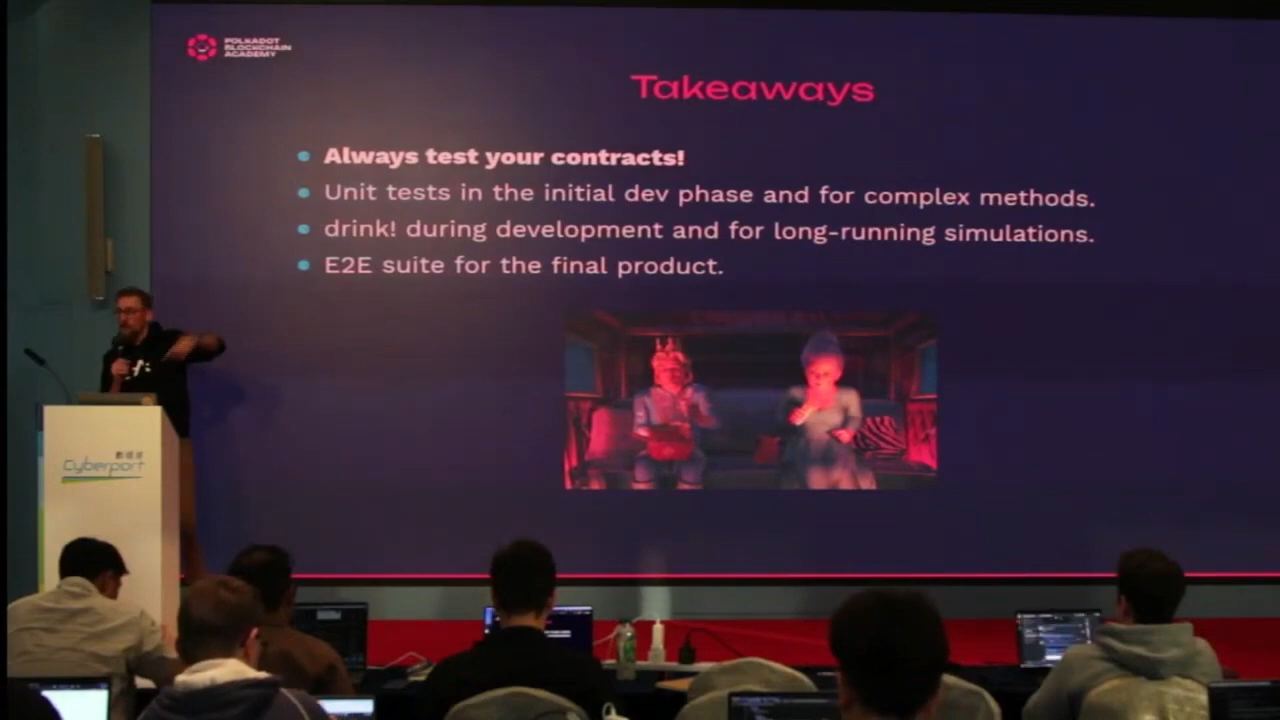 POLKADOT
BLOCKCHAIN
ACADEMY
Takeaways
Always test your contracts!
Unit tests in the initial dev phase and for complex methods.
drink! during development and for long-running simulations.
E2E suite for the final product.
Cyberport